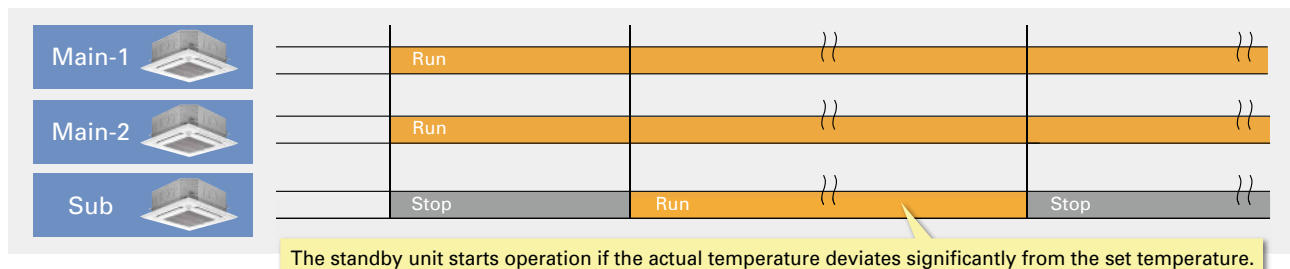 Main-1
Run
Main-2
Run
Sub
Stop
Run
Stop
The standby unit starts operation if the actual temperature deviates significantly from the set temperature.